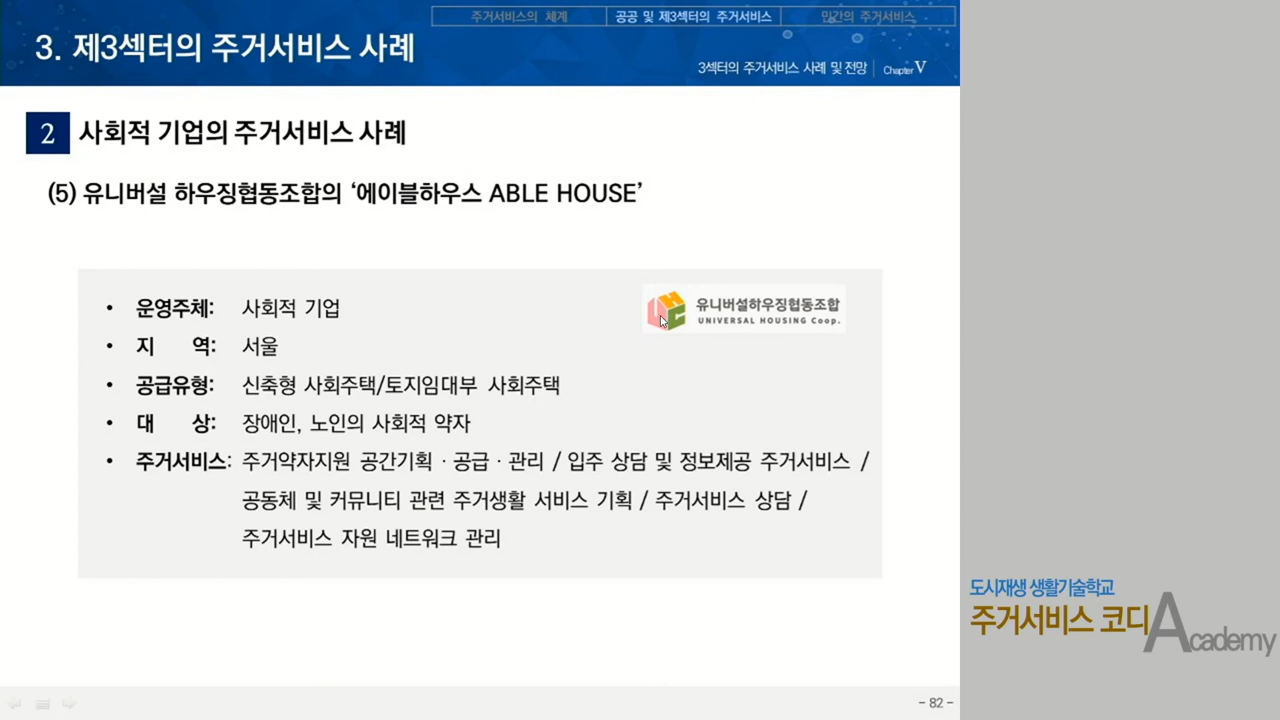 주거서비스의 체계
공공 및 제3섹터의 주거서비스
민간의 주거서비스
3. 제3섹터의 주거서비스 사례
3섹터의 주거서비스 사례 및 전망
Chapter V
2 사회적 기업의 주거서비스 사례
(5) 유니버설 하우징협동조합의 ‘에이블하우스 ABLE HOUSE’
유니버설하우징협동조합
UNIVERSAL HOUSING Coop.
• 운영주체: 사회적 기업
• 지 역: 서울
• 공급유형: 신축형 사회주택/토지임대부 사회주택
• 대 상: 장애인, 노인의 사회적 약자
• 주거서비스: 주거약자지원 공간기획 · 공급 · 관리 / 입주 상담 및 정보제공 주거서비스 /
공동체 및 커뮤니티 관련 주거생활 서비스 기획 / 주거서비스 상담 /
주거서비스 자원 네트워크 관리
도시재생 생활기술학교
주거서비스 코디 Academy
- 82 -